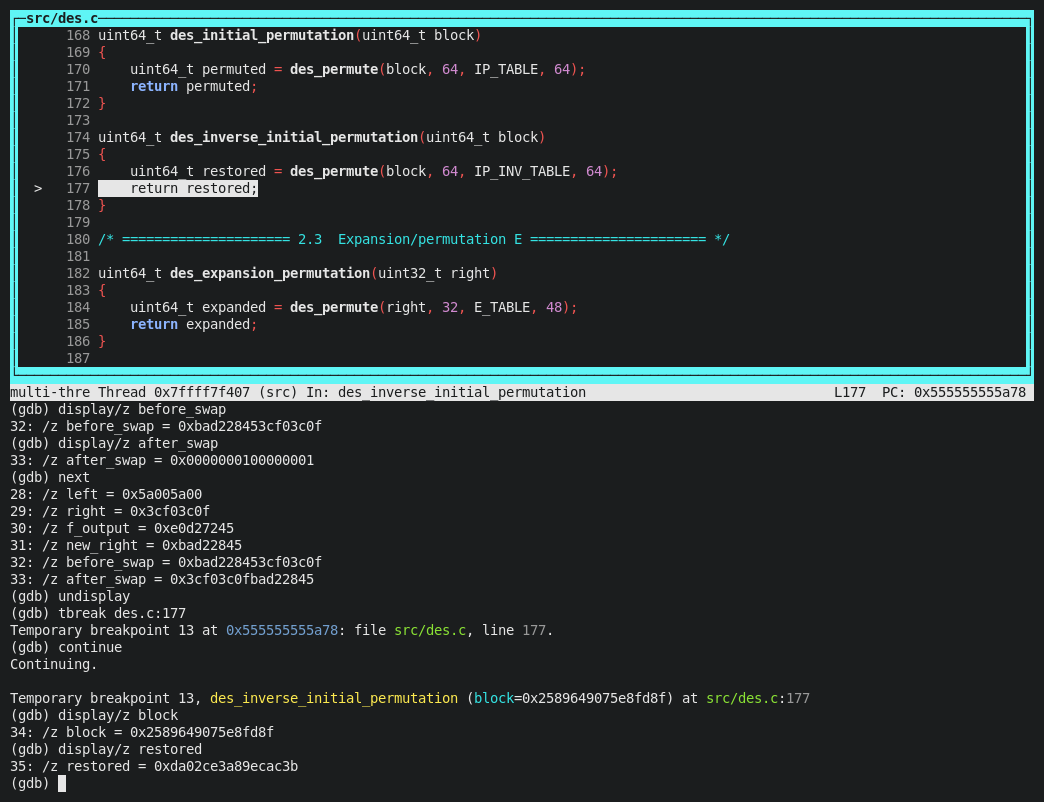 src/des.c
168 uint64_t des_initial_permutation(uint64_t block)
169 {
170     uint64_t permuted = des_permute(block, 64, IP_TABLE, 64);
171     return permuted;
172 }
173
174 uint64_t des_inverse_initial_permutation(uint64_t block)
175 {
176     uint64_t restored = des_permute(block, 64, IP_INV_TABLE, 64);
>   177     return restored;
178 }
179
180 /* ===================== 2.3  Expansion/permutation E ====================== */
181
182 uint64_t des_expansion_permutation(uint32_t right)
183 {
184     uint64_t expanded = des_permute(right, 32, E_TABLE, 48);
185     return expanded;
186 }
187
multi-thre Thread 0x7ffff7f407 (src) In: des_inverse_initial_permutation L177  PC: 0x555555555a78
(gdb) display/z before_swap
32: /z before_swap = 0xbad228453cf03c0f
(gdb) display/z after_swap
33: /z after_swap = 0x0000000100000001
(gdb) next
28: /z left = 0x5a005a00
29: /z right = 0x3cf03c0f
30: /z f_output = 0xe0d27245
31: /z new_right = 0xbad22845
32: /z before_swap = 0xbad228453cf03c0f
33: /z after_swap = 0x3cf03c0fbad22845
(gdb) undisplay
(gdb) tbreak des.c:177
Temporary breakpoint 13 at 0x555555555a78: file src/des.c, line 177.
(gdb) continue
Continuing.
Temporary breakpoint 13, des_inverse_initial_permutation (block=0x2589649075e8fd8f) at src/des.c:177
(gdb) display/z block
34: /z block = 0x2589649075e8fd8f
(gdb) display/z restored
35: /z restored = 0xda02ce3a89ecac3b
(gdb)